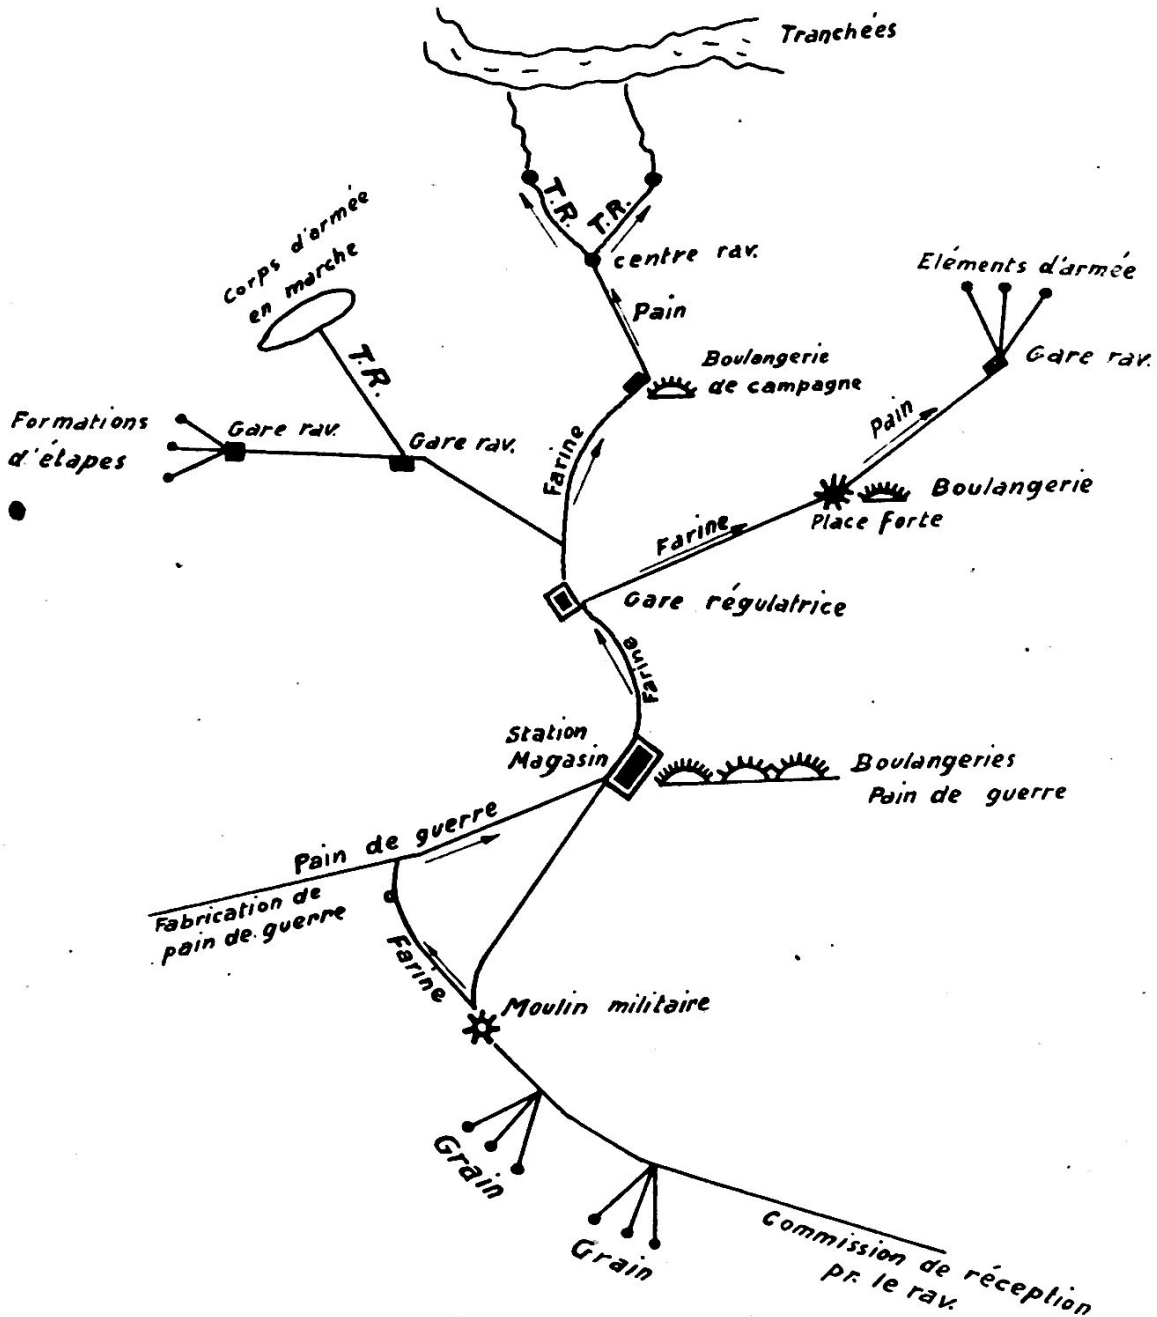 Tranchées
T.R.
T.R.
centre rav.
Corps d'armée
en marche
Eléments d'armée
Pain
T.R.
Boulangerie
de campagne
Gare rav.
Formations
d'étapes
Gare rav.
Gare rav.
Farine
Pain
Boulangerie
Place forte
Farine
Gare régulatrice
Farine
Station
Magasin
Boulangeries
Pain de guerre
Pain de guerre
Fabrication de
pain de guerre
Farine
Moulin militaire
Grain
Grain
Commission de réception
pr. le rav.